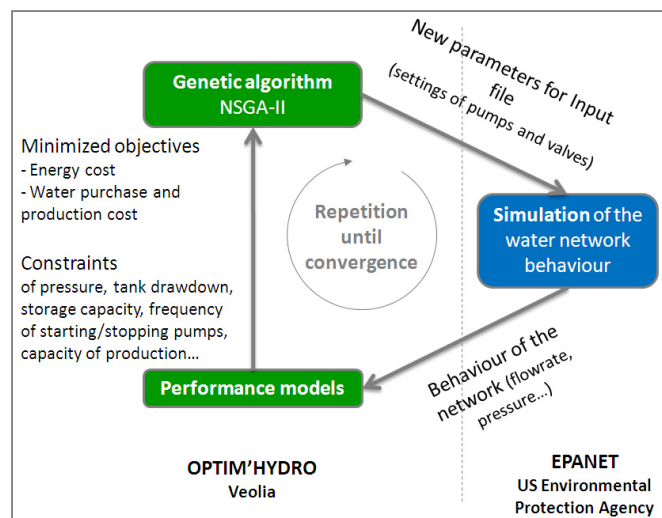 Genetic algorithm
NSGA-II
New parameters for Input
file
(settings of pumps and valves)
Minimized objectives
- Energy cost
- Water purchase and
production cost
Repetition
until
convergence
Simulation of the
water network
behaviour
Constraints
of pressure, tank drawdown,
storage capacity, frequency
of starting/stopping pumps,
capacity of production...
Performance models
Behaviour of the
network (flowrate,
pressure...)
OPTIM'HYDRO
Veolia
EPANET
US Environmental
Protection Agency